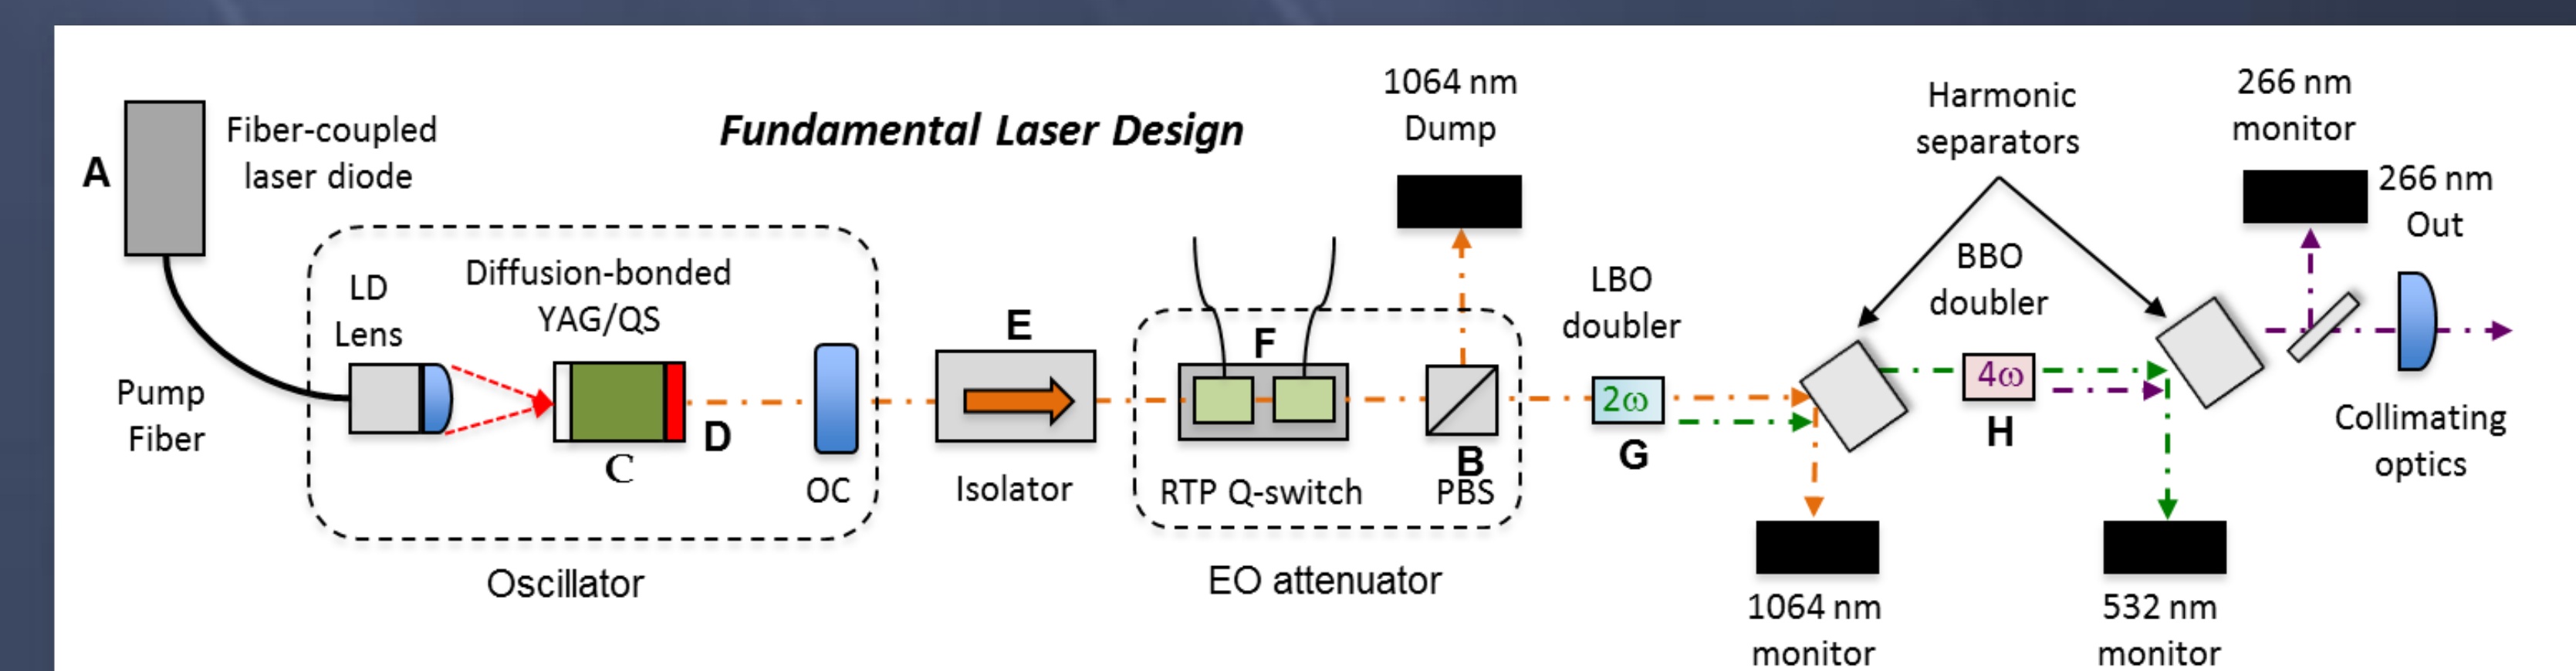 Fundamental Laser Design
A
Fiber-coupled
laser diode
Pump
Fiber
LD
Lens
Diffusion-bonded
YAG/QS
C
D
OC
Oscillator
E
Isolator
F
RTP Q-switch
B
PBS
EO attenuator
1064 nm
Dump
LBO
doubler
2ω
G
Harmonic
separators
1064 nm
monitor
BBO
doubler
4ω
H
532 nm
monitor
266 nm
monitor
266 nm
Out
Collimating
optics